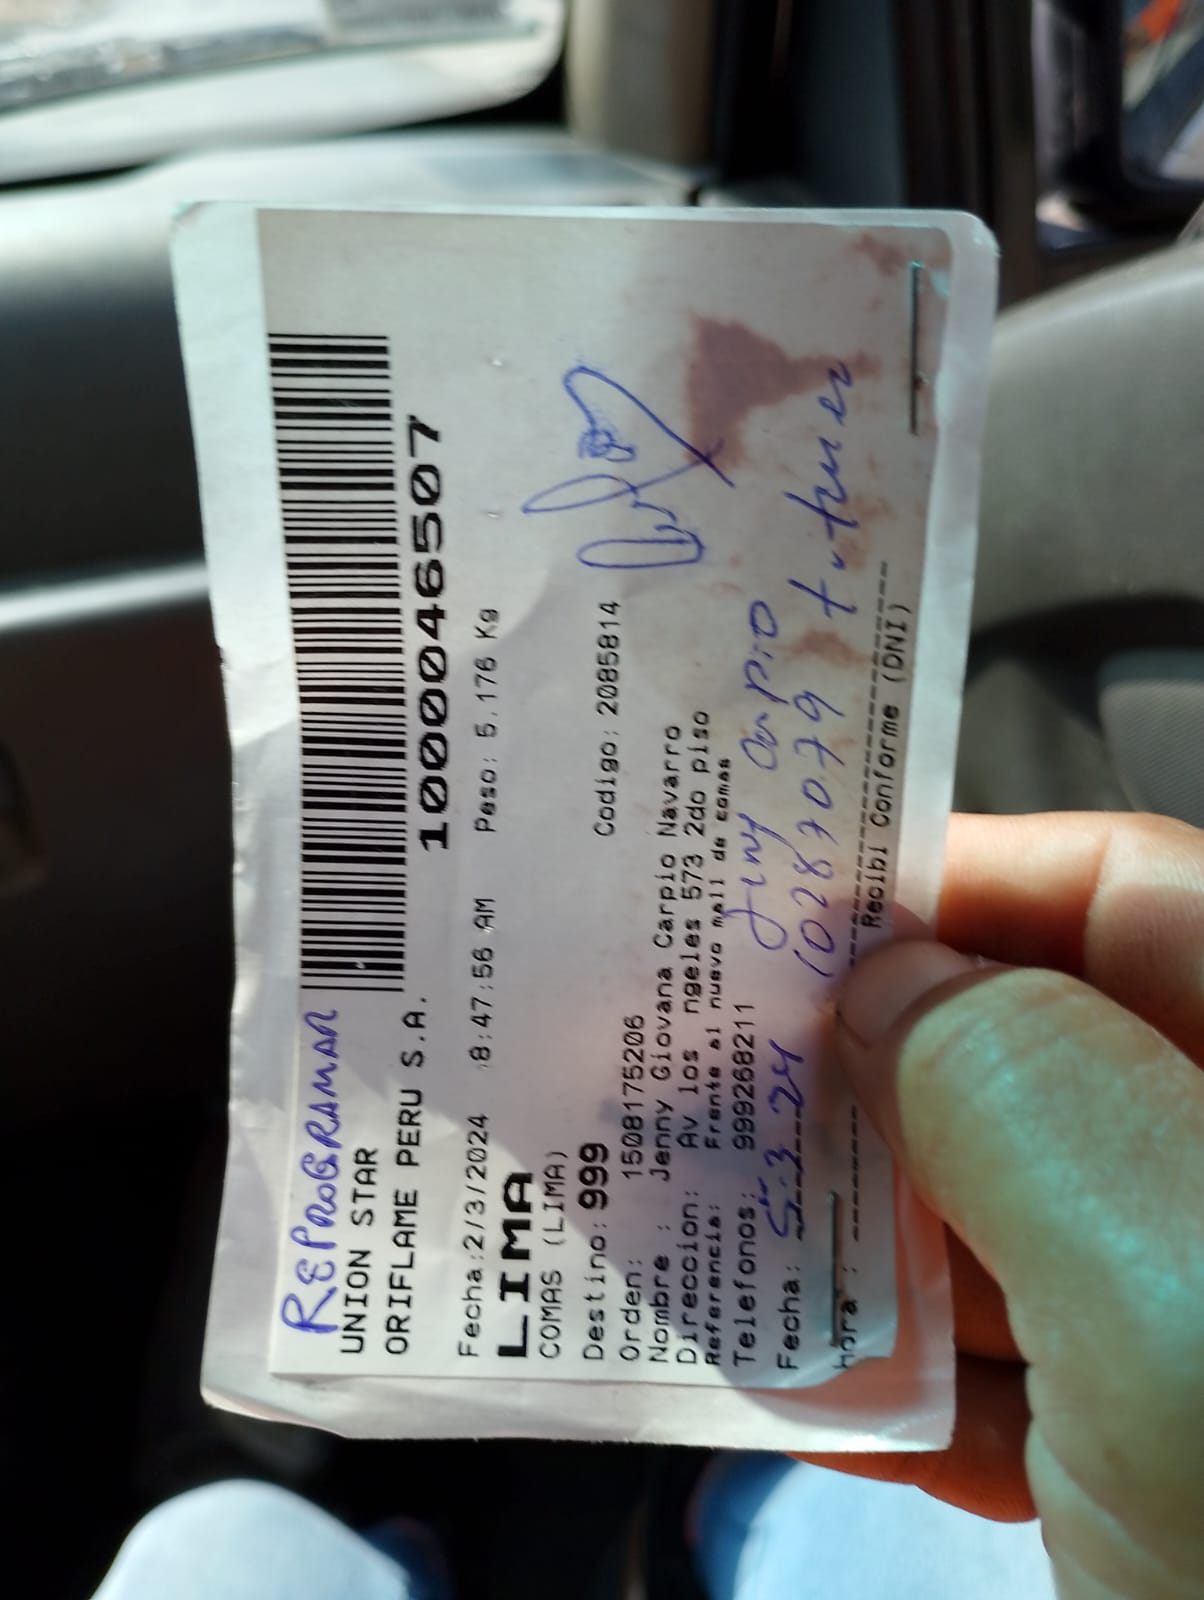 REPROGRAMAR
UNION STAR
ORIFLAME PERU S.A.
1000046507
Fecha:2/3/2024 8:47:56 AM Peso: 5.176 Kg
LIMA
COMAS (LIMA)
Destino: 999
Orden: 1508175206 Codigo: 2085814
Nombre : Jenny Giovana Carpio Navarro
Direccion: Av los ngeles 573 2do piso
Referencia: Frente al nuevo mall de comas
Telefonos: 999268211
Jeny Carpio
Fecha: 5-3 24
10287079
hora :
Recibi Conforme (DNI)